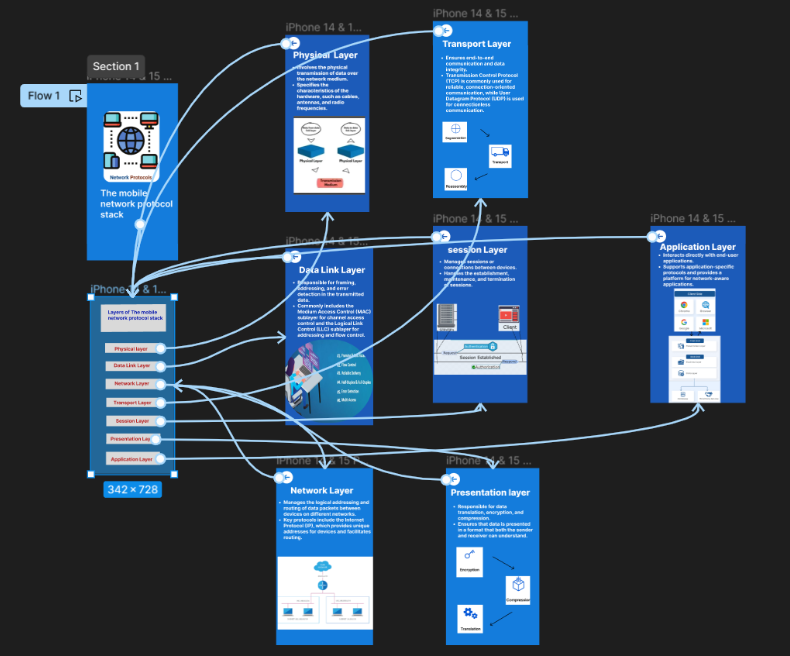 Section 1
Flow 1
iPhone 14 & 15 ...
Network Protocols
The mobile
network protocol
stack
iPhone 14 & 1...
Layers of The mobile
network protocol stack
Physical layer
Data Link Layer
Network Layer
Transport Layer
Session Layer
Presentation Lay
Application Layer
342 × 728
iPhone 14 & 1...
Physical Layer
Involves the physical
transmission of data over
the network medium.
Specifies the
characteristics of the
hardware, such as cables,
antennas, and radio
frequencies.
Physical Layer
Physical Layer
Transmission
Medium
iPhone 14 & 15 ...
Transport Layer
Ensures end-to-end
communication and data
integrity.
Transmission Control Protocol
(TCP) is commonly used for
reliable, connection-oriented
communication, while User
Datagram Protocol (UDP) is used
for connectionless
communication.
Segmentation
Transport
Reassembly
iPhone 14 & 15...
Data Link Layer
Responsible for framing,
addressing, and error
detection in the transmitted
data.
Commonly includes the
Medium Access Control (MAC)
sublayer for channel access
control and the Logical Link
Control (LLC) sublayer for
addressing and flow control.
iPhone 14 & 15 ...
session Layer
Manages sessions or
connections between devices.
Handles the establishment,
maintenance, and termination
of sessions.
Client
Session Established
Authorization
iPhone 14 & 15 ...
Application Layer
Interacts directly with end-user
applications.
Supports application-specific
protocols and provides a
platform for network-aware
applications.
iPhone 14 & 15
Network Layer
Manages the logical addressing and
routing of data packets between
devices on different networks.
Key protocols include the Internet
Protocol (IP), which provides unique
addresses for devices and facilitates
routing.
iPhone 14 & 15 ...
Presentation layer
Responsible for data
translation, encryption, and
compression.
Ensures that data is presented
in a format that both the sender
and receiver can understand.
Encryption
Compression
Translation